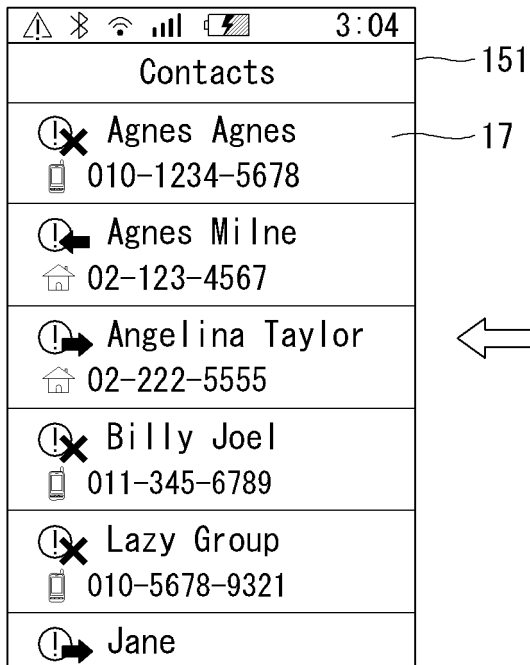 3:04
Contacts
151
Agnes Agnes
17
010-1234-5678
Agnes Milne
02-123-4567
Angelina Taylor
02-222-5555
Billy Joel
011-345-6789
Lazy Group
010-5678-9321
Jane